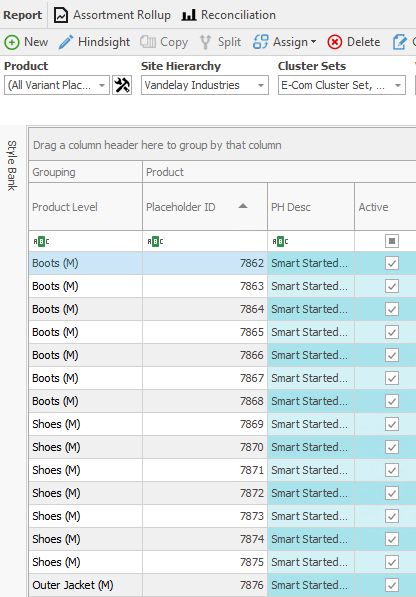 Report Assortment Rollup Reconciliation
New Hindsight Copy Split Assign Delete
Product Site Hierarchy Cluster Sets
(All Variant Plac... Vandelay Industries E-Com Cluster Set, ...
Style Bank
Drag a column header here to group by that column
Grouping Product
Product Level Placeholder ID PH Desc Active
ABC ABC ABC
Boots (M) 7862 Smart Started...
Boots (M) 7863 Smart Started...
Boots (M) 7864 Smart Started...
Boots (M) 7865 Smart Started...
Boots (M) 7866 Smart Started...
Boots (M) 7867 Smart Started...
Boots (M) 7868 Smart Started...
Shoes (M) 7869 Smart Started...
Shoes (M) 7870 Smart Started...
Shoes (M) 7871 Smart Started...
Shoes (M) 7872 Smart Started...
Shoes (M) 7873 Smart Started...
Shoes (M) 7874 Smart Started...
Shoes (M) 7875 Smart Started...
Outer Jacket (M) 7876 Smart Started...